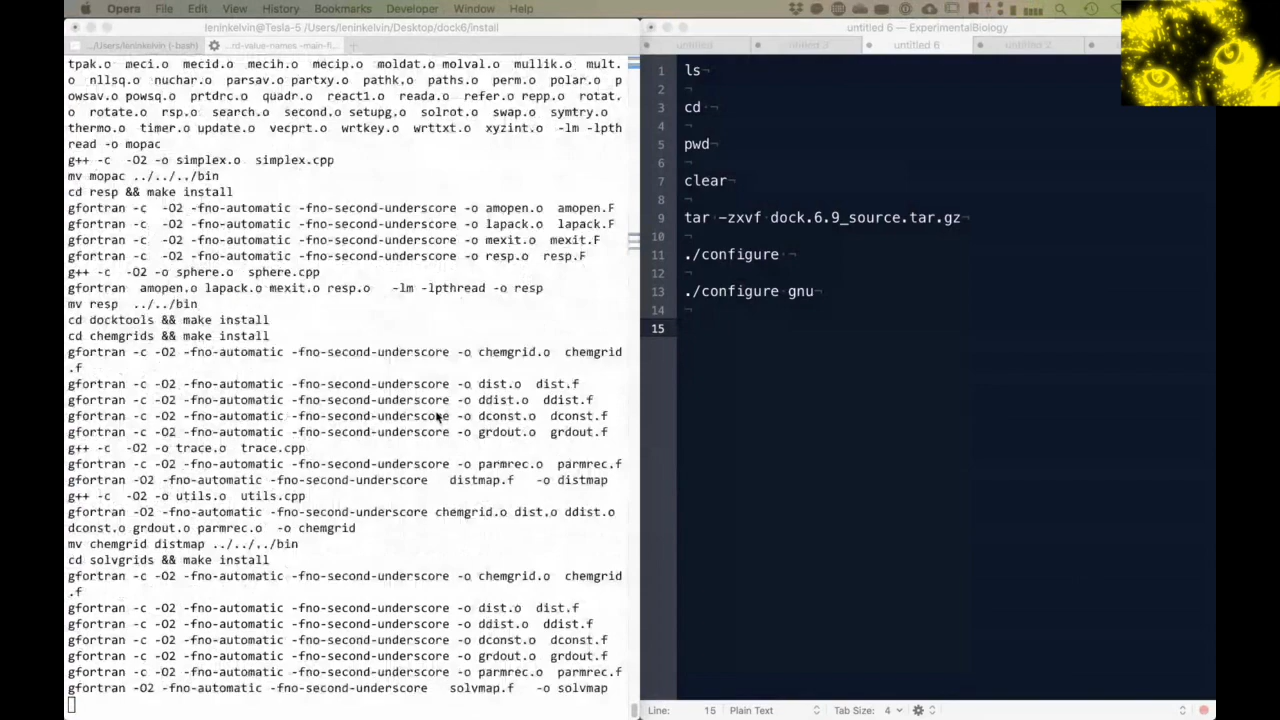 Opera File Edit View History Bookmarks Developer Window Help
leninkelvin@Tesla-5 /Users/leninkelvin/Desktop/dock6/install
../Users/leninkelvin (-bash) ...rd-value-names -main-fi...
tpak.o meci.o mecid.o mecih.o mecip.o moldat.o molval.o mullik.o mult.
o nllsq.o nuchar.o parsav.o partxy.o pathk.o paths.o perm.o polar.o p
owsav.o powsq.o prtdrc.o quadr.o react1.o reada.o refer.o repp.o rotat.
o rotate.o rsp.o search.o second.o setupg.o solrot.o swap.o symtry.o
thermo.o timer.o update.o vecprt.o wrtkey.o wrttxt.o xyzint.o -lm -lpth
read -o mopac
g++ -c -O2 -o simplex.o simplex.cpp
mv mopac ../../../bin
cd resp && make install
gfortran -c -O2 -fno-automatic -fno-second-underscore -o amopen.o amopen.F
gfortran -c -O2 -fno-automatic -fno-second-underscore -o lapack.o lapack.F
gfortran -c -O2 -fno-automatic -fno-second-underscore -o mexit.o mexit.F
gfortran -c -O2 -fno-automatic -fno-second-underscore -o resp.o resp.F
g++ -c -O2 -o sphere.o sphere.cpp
gfortran amopen.o lapack.o mexit.o resp.o -lm -lpthread -o resp
mv resp ../../bin
cd docktools && make install
cd chemgrids && make install
gfortran -c -O2 -fno-automatic -fno-second-underscore -o chemgrid.o chemgrid
.f
gfortran -c -O2 -fno-automatic -fno-second-underscore -o dist.o dist.f
gfortran -c -O2 -fno-automatic -fno-second-underscore -o ddist.o ddist.f
gfortran -c -O2 -fno-automatic -fno-second-underscore -o dconst.o dconst.f
gfortran -c -O2 -fno-automatic -fno-second-underscore -o grdout.o grdout.f
g++ -c -O2 -o trace.o trace.cpp
gfortran -c -O2 -fno-automatic -fno-second-underscore -o parmrec.o parmrec.f
gfortran -O2 -fno-automatic -fno-second-underscore distmap.f -o distmap
g++ -c -O2 -o utils.o utils.cpp
gfortran -O2 -fno-automatic -fno-second-underscore chemgrid.o dist.o ddist.o
dconst.o grdout.o parmrec.o -o chemgrid
mv chemgrid distmap ../../../bin
cd solvgrids && make install
gfortran -c -O2 -fno-automatic -fno-second-underscore -o chemgrid.o chemgrid
.f
gfortran -c -O2 -fno-automatic -fno-second-underscore -o dist.o dist.f
gfortran -c -O2 -fno-automatic -fno-second-underscore -o ddist.o ddist.f
gfortran -c -O2 -fno-automatic -fno-second-underscore -o dconst.o dconst.f
gfortran -c -O2 -fno-automatic -fno-second-underscore -o grdout.o grdout.f
gfortran -c -O2 -fno-automatic -fno-second-underscore -o parmrec.o parmrec.f
gfortran -O2 -fno-automatic -fno-second-underscore solvmap.f -o solvmap
untitled 6 — ExperimentalBiology
untitled untitled 3 untitled 6 untitled 2
1 ls¬
2 ¬
3 cd ¬
4 ¬
5 pwd¬
6 ¬
7 clear¬
8 ¬
9 tar -zxvf dock.6.9_source.tar.gz¬
10 ¬
11 ./configure ¬
12 ¬
13 ./configure gnu¬
14 ¬
15
Line: 15 Plain Text Tab Size: 4